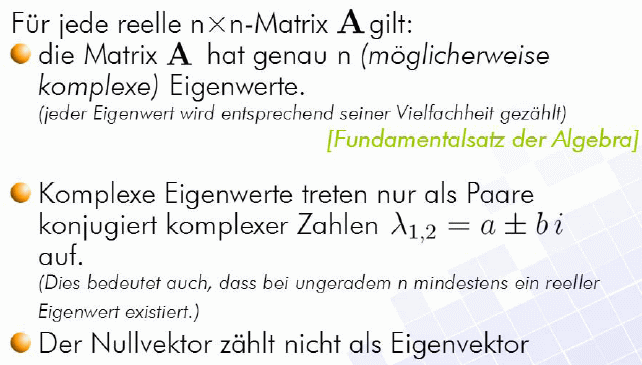 Für jede reelle n×n-Matrix A gilt:
die Matrix A hat genau n (möglicherweise
komplexe) Eigenwerte.
(jeder Eigenwert wird entsprechend seiner Vielfachheit gezählt)
[Fundamentalsatz der Algebra]
Komplexe Eigenwerte treten nur als Paare
konjugiert komplexer Zahlen λ₁,₂ = a ± b i
auf.
(Dies bedeutet auch, dass bei ungeradem n mindestens ein reeller
Eigenwert existiert.)
Der Nullvektor zählt nicht als Eigenvektor